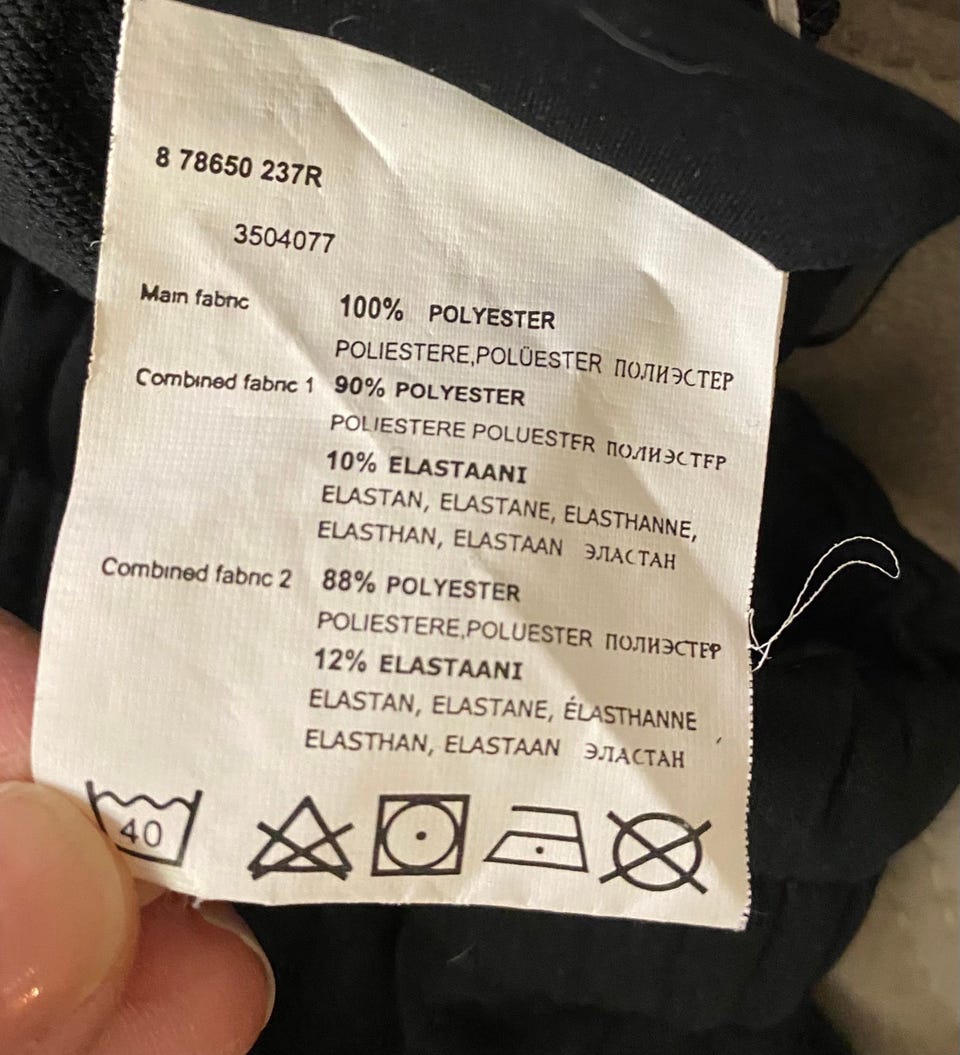 8 78650 237R
3504077
Main fabric 100% POLYESTER
POLIESTERE,POLÜESTER ПОЛИЭСТЕР
Combined fabric 1 90% POLYESTER
POLIESTERE POLUESTER ПОЛИЭСТЕР
10% ELASTAANI
ELASTAN, ELASTANE, ELASTHANNE,
ELASTHAN, ELASTAAN ЭЛАСТАН
Combined fabric 2 88% POLYESTER
POLIESTERE,POLUESTER ПОЛИЭСТЕР
12% ELASTAANI
ELASTAN, ELASTANE, ÉLASTHANNE,
ELASTHAN, ELASTAAN ЭЛАСТАН
40